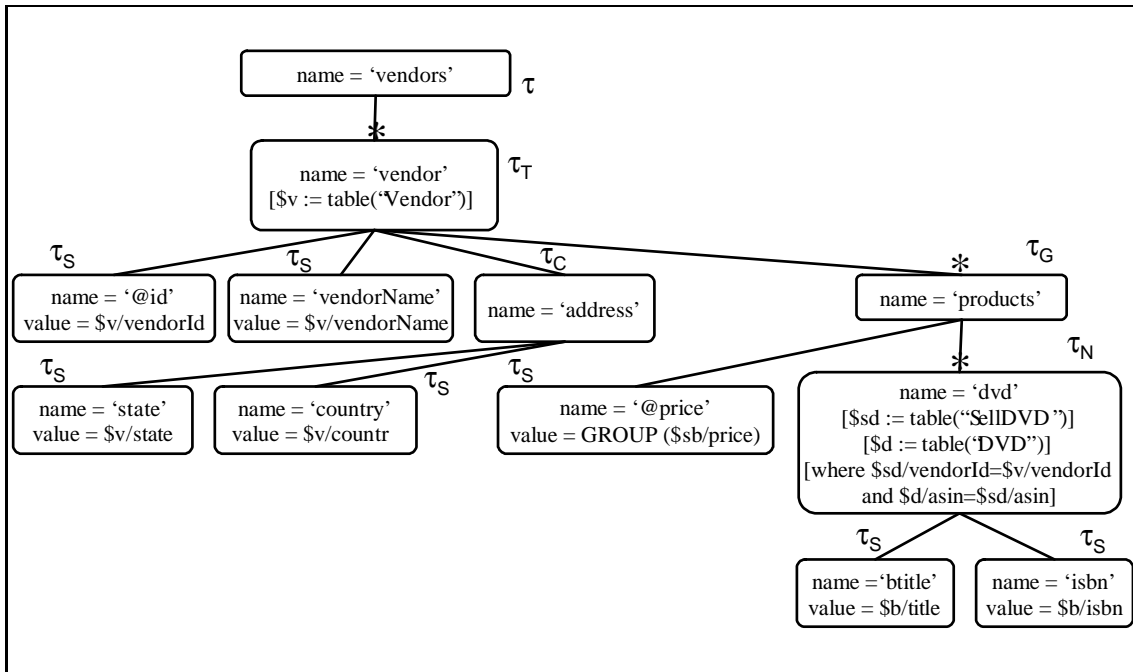 name = ‘vendors’
τ
*
name = ‘vendor’
[$v := table(“Vendor”)]
τT
τS
name = ‘@id’
value = $v/vendorId
τS
name = ‘vendorName’
value = $v/vendorName
τC
name = ‘address’
*
τG
name = ‘products’
τS
name = ‘state’
value = $v/state
τS
name = ‘country’
value = $v/countr
τS
name = ‘@price’
value = GROUP ($sb/price)
*
τN
name = ‘dvd’
[$sd := table(“SellDVD”)]
[$d := table(“DVD”)]
[where $sd/vendorId=$v/vendorId
and $d/asin=$sd/asin]
τS
name =‘btitle’
value = $b/title
τS
name = ‘isbn’
value = $b/isbn